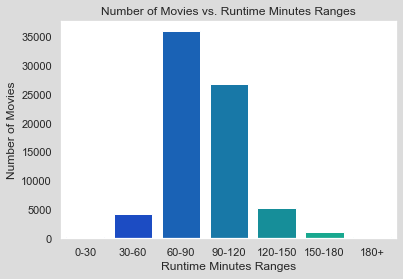 Number of Movies vs. Runtime Minutes Ranges
Number of Movies
35000
30000
25000
20000
15000
10000
5000
0
0-30 30-60 60-90 90-120 120-150 150-180 180+
Runtime Minutes Ranges